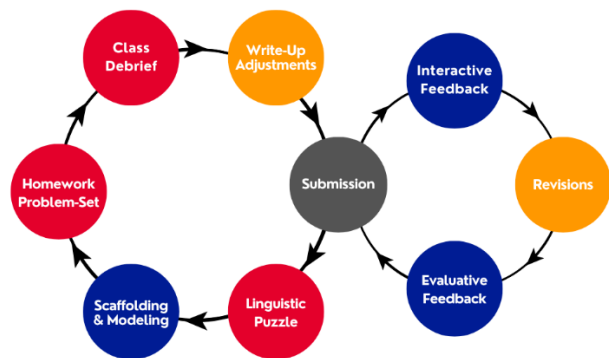 Class
Debrief
Write-Up
Adjustments
Interactive
Feedback
Homework
Problem-Set
Submission
Revisions
Scaffolding
& Modeling
Linguistic
Puzzle
Evaluative
Feedback